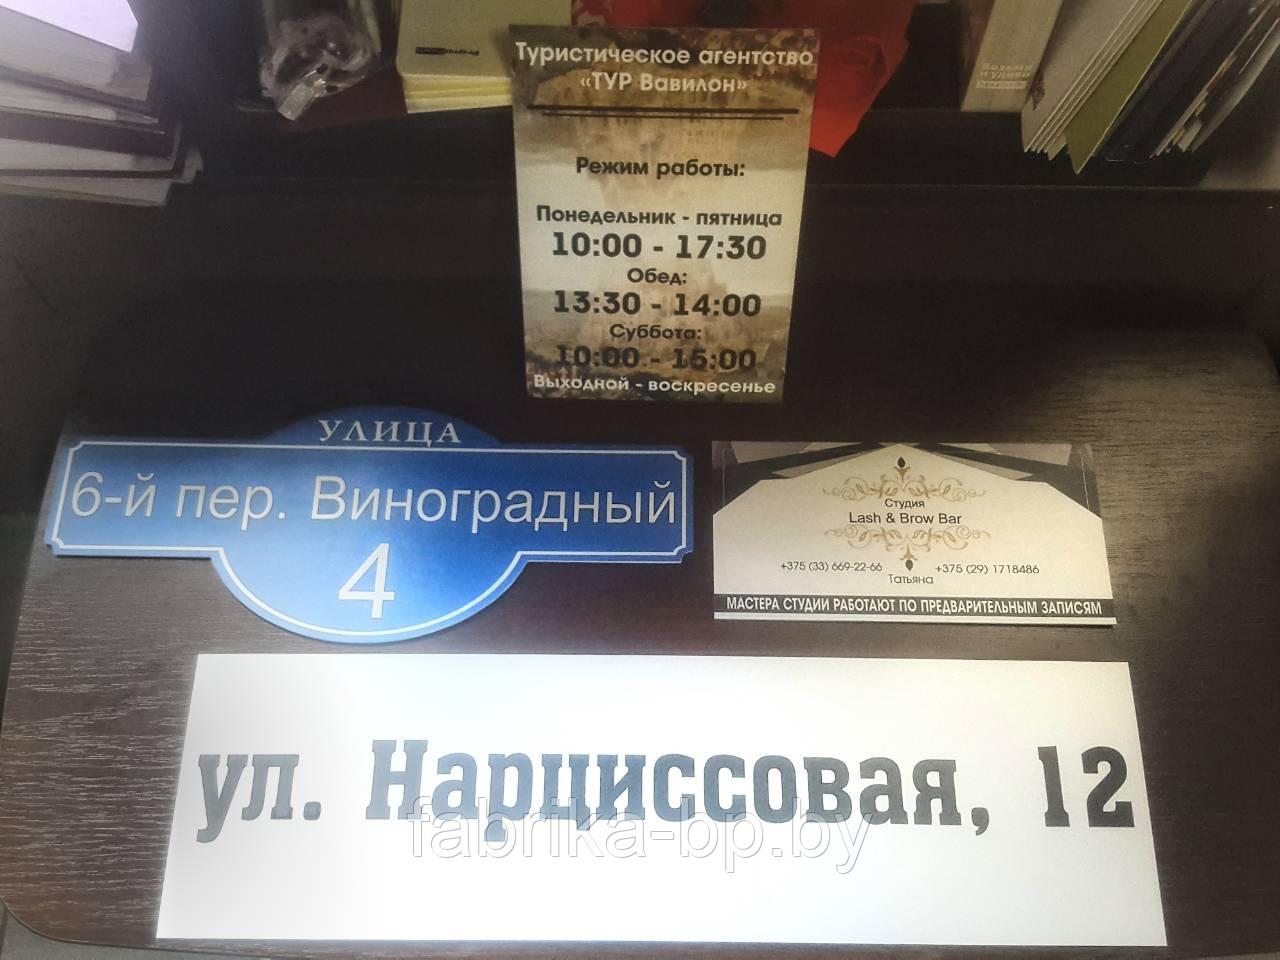 Туристическое агентство
«ТУР Вавилон»
Режим работы:
Понедельник - пятница
10:00 - 17:30
Обед:
13:30 - 14:00
Суббота:
10:00 - 15:00
Выходной - воскресенье
УЛИЦА
6-й пер. Виноградный
4
Студия
Lash & Brow Bar
+375 (33) 669-22-66 +375 (29) 1718486
Татьяна
МАСТЕРА СТУДИИ РАБОТАЮТ ПО ПРЕДВАРИТЕЛЬНЫМ ЗАПИСЯМ
ул. Нарциссовая, 12
fabrika-bp.by